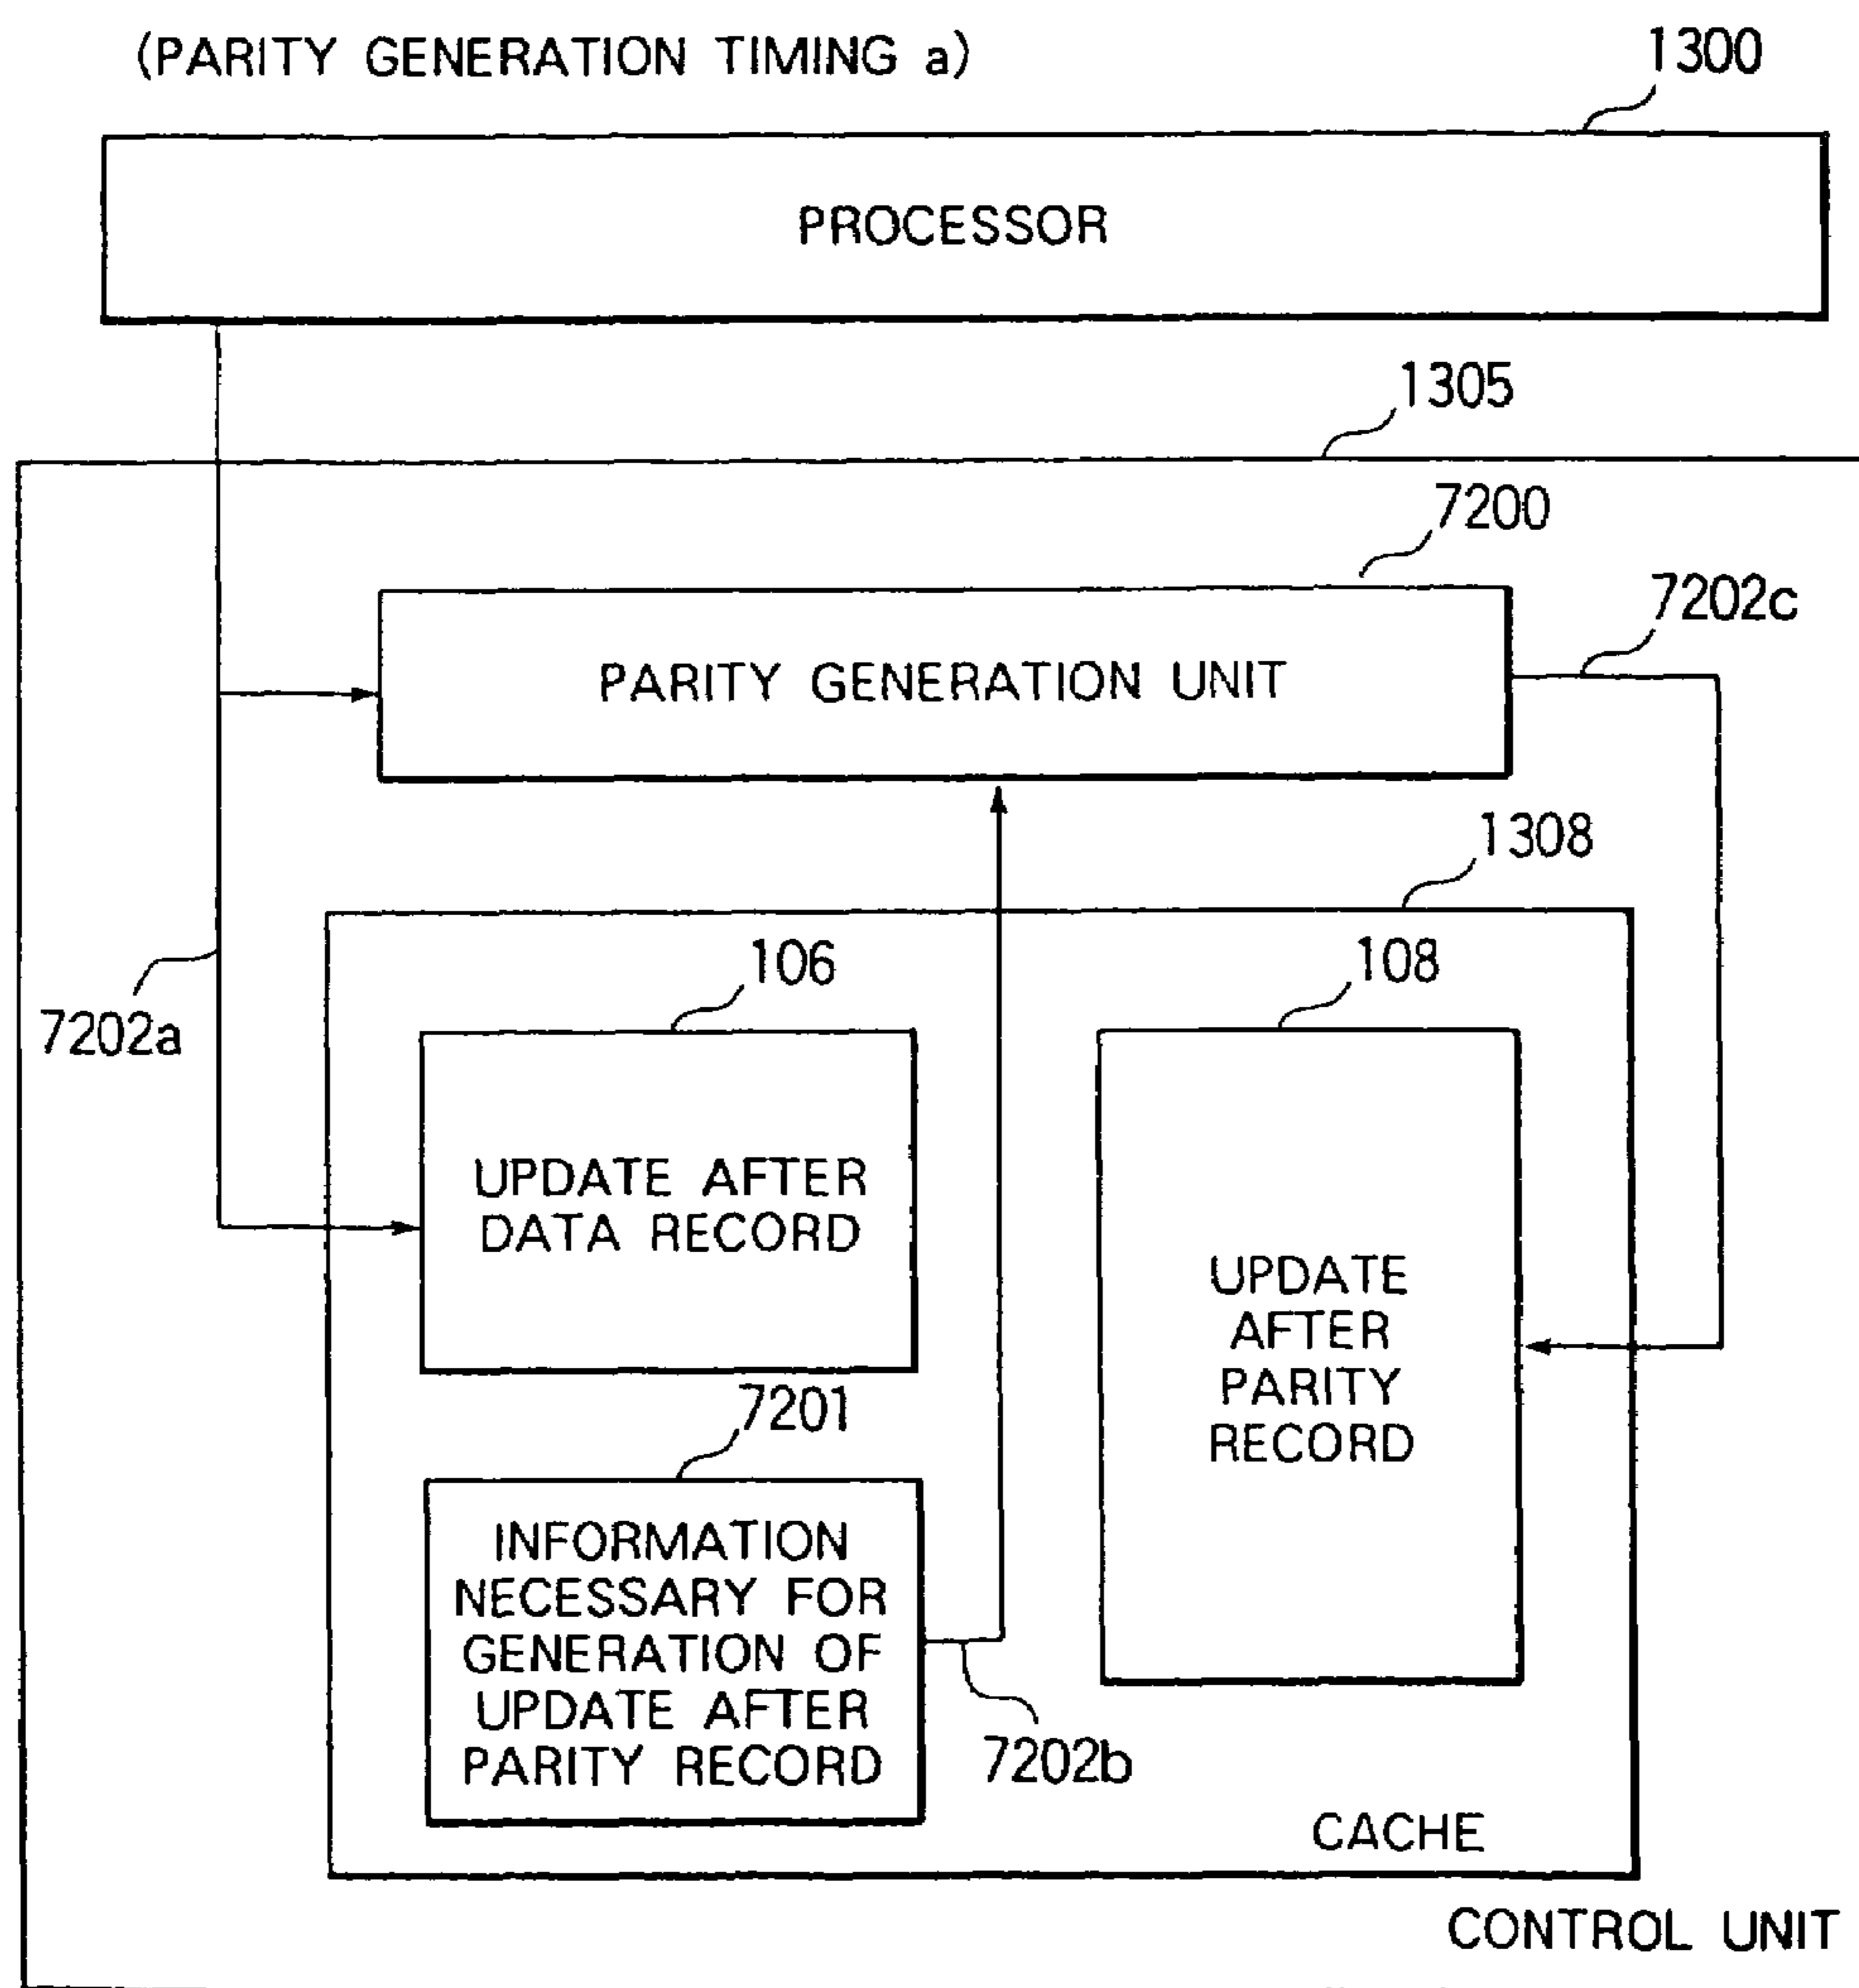 (PARITY GENERATION TIMING a)
1300
PROCESSOR
1305
7200
7202c
PARITY GENERATION UNIT
1308
106
108
7202a
UPDATE AFTER
DATA RECORD
UPDATE
AFTER
PARITY
RECORD
7201
INFORMATION
NECESSARY FOR
GENERATION OF
UPDATE AFTER
PARITY RECORD
7202b
CACHE
CONTROL UNIT